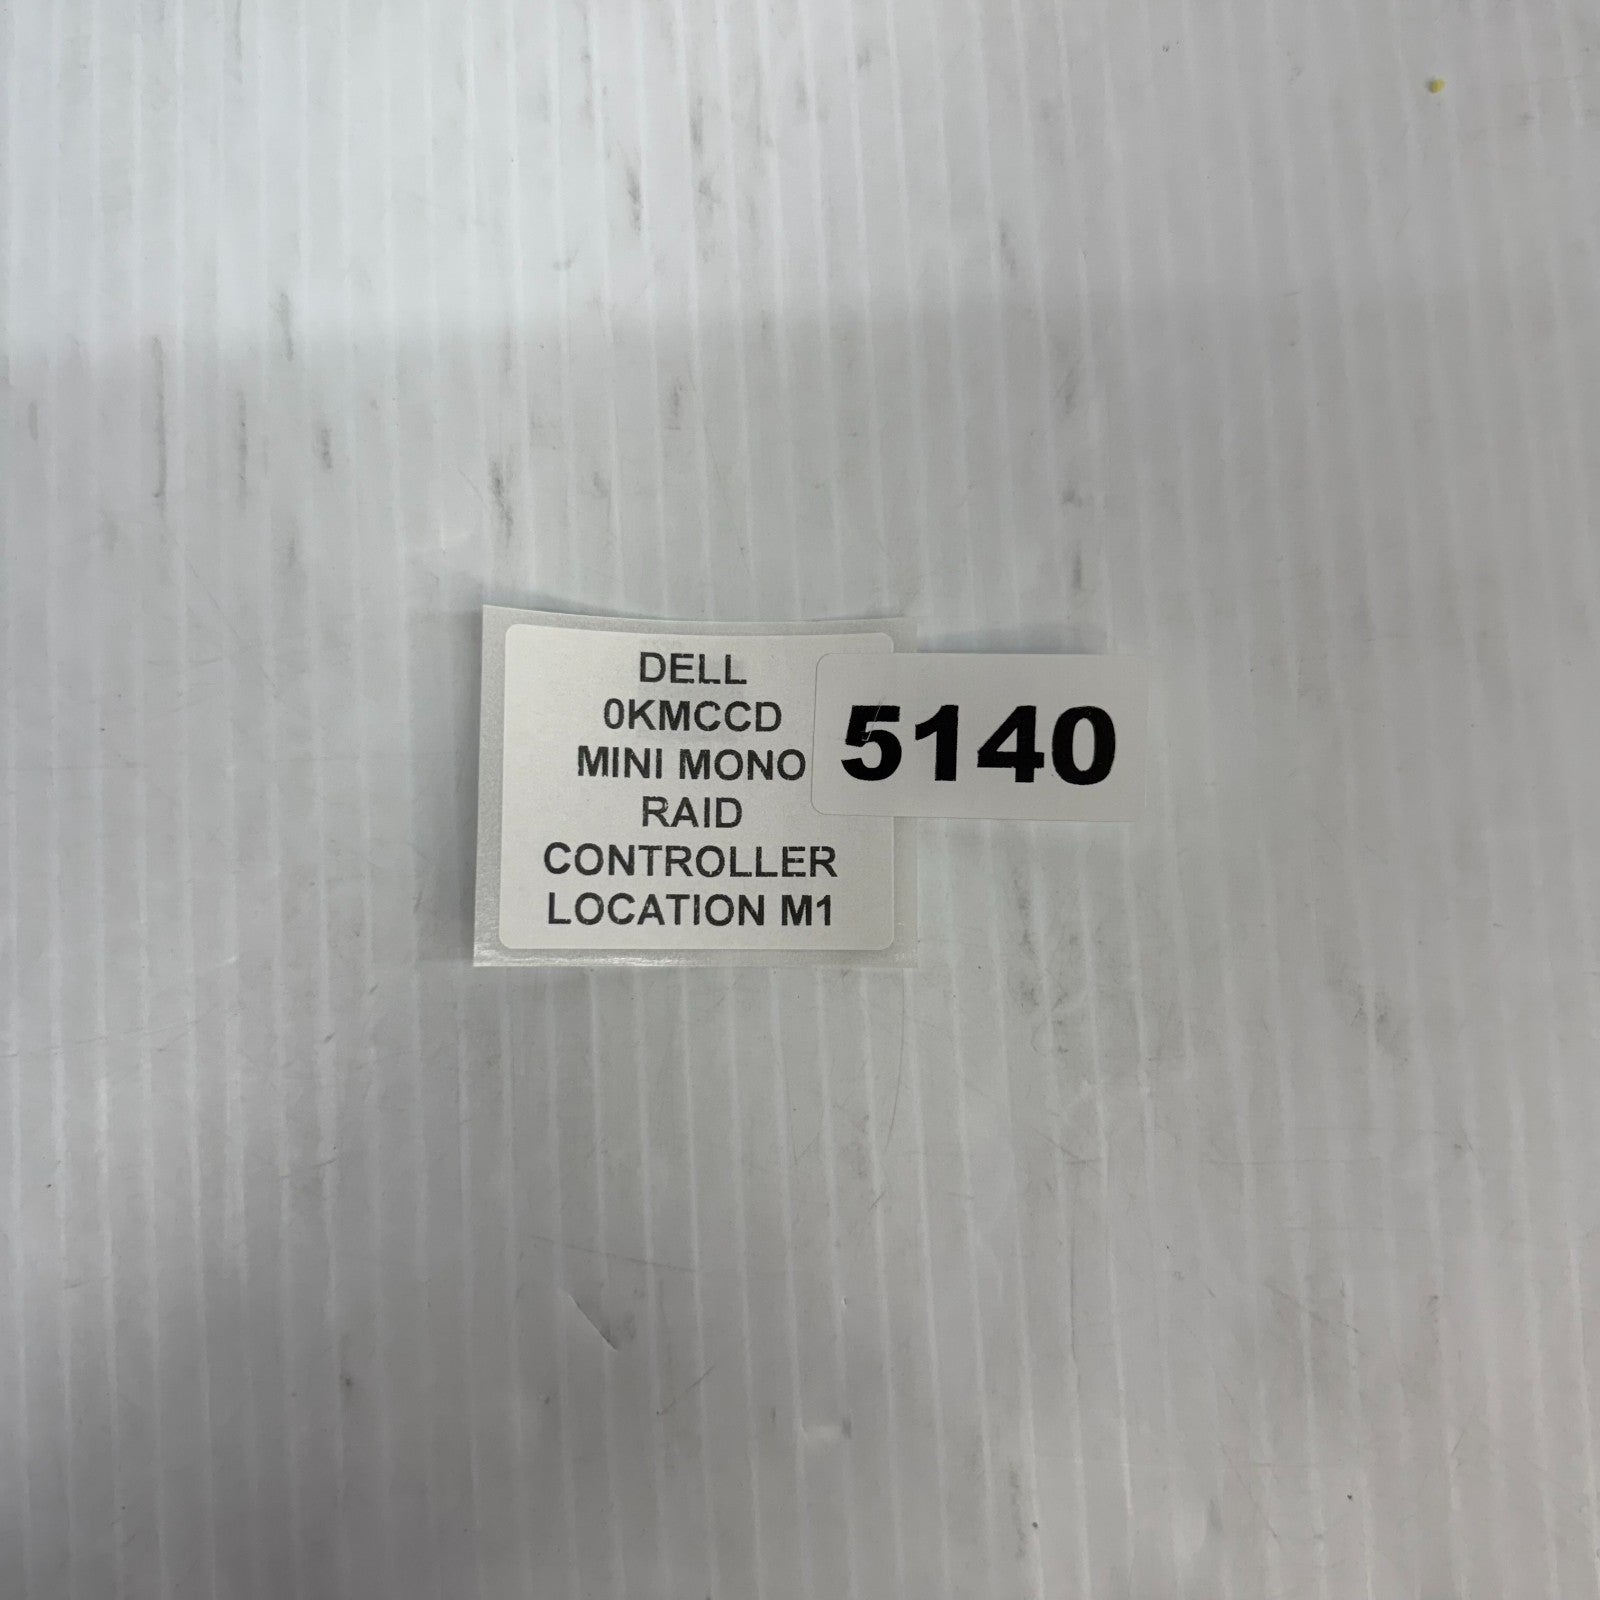 DELL
0KMCCD
MINI MONO
RAID
CONTROLLER
LOCATION M1
5140